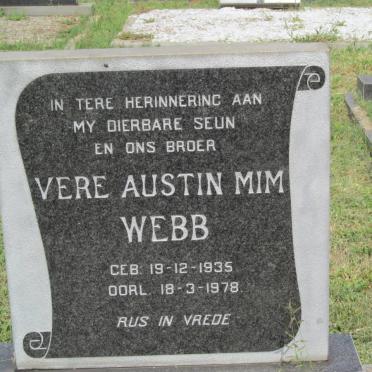 IN TERE HERINNERING AAN
MY DIERBARE SEUN
EN ONS BROER
VERE AUSTIN MIM
WEBB
GEB. 19-12-1935
OORL. 18-3-1978.
RUS IN VREDE